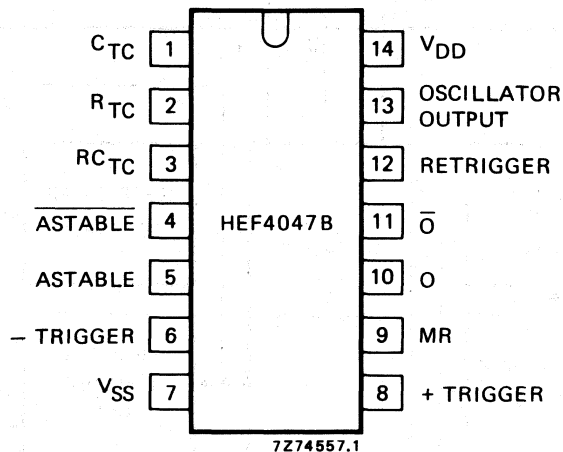 C_TC 1
14 V_DD
R_TC 2
13 OSCILLATOR
OUTPUT
RC_TC 3
12 RETRIGGER
A̅S̅T̅A̅B̅L̅E̅ 4
HEF4047B
11 O̅
ASTABLE 5
10 O
– TRIGGER 6
9 MR
V_SS 7
8 + TRIGGER
7Z74557.1